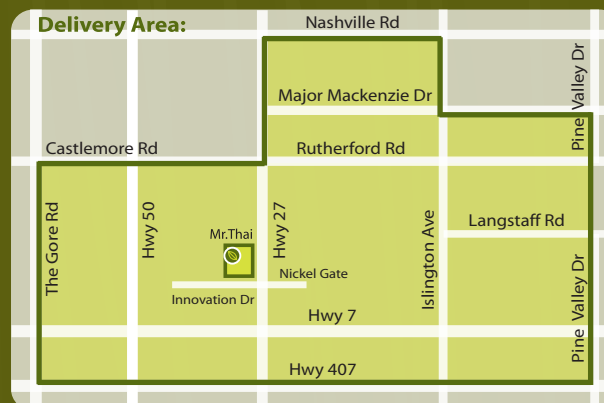 Delivery Area:
Nashville Rd
Pine Valley Dr
Major Mackenzie Dr
Castlemore Rd
Rutherford Rd
The Gore Rd
Hwy 50
Mr.Thai
Hwy 27
Islington Ave
Langstaff Rd
Nickel Gate
Innovation Dr
Hwy 7
Pine Valley Dr
Hwy 407